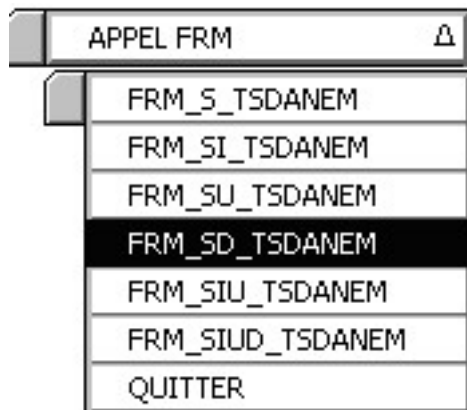 APPEL FRM
FRM_S_TSDANEM
FRM_SI_TSDANEM
FRM_SU_TSDANEM
FRM_SD_TSDANEM
FRM_SIU_TSDANEM
FRM_SIUD_TSDANEM
QUITTER